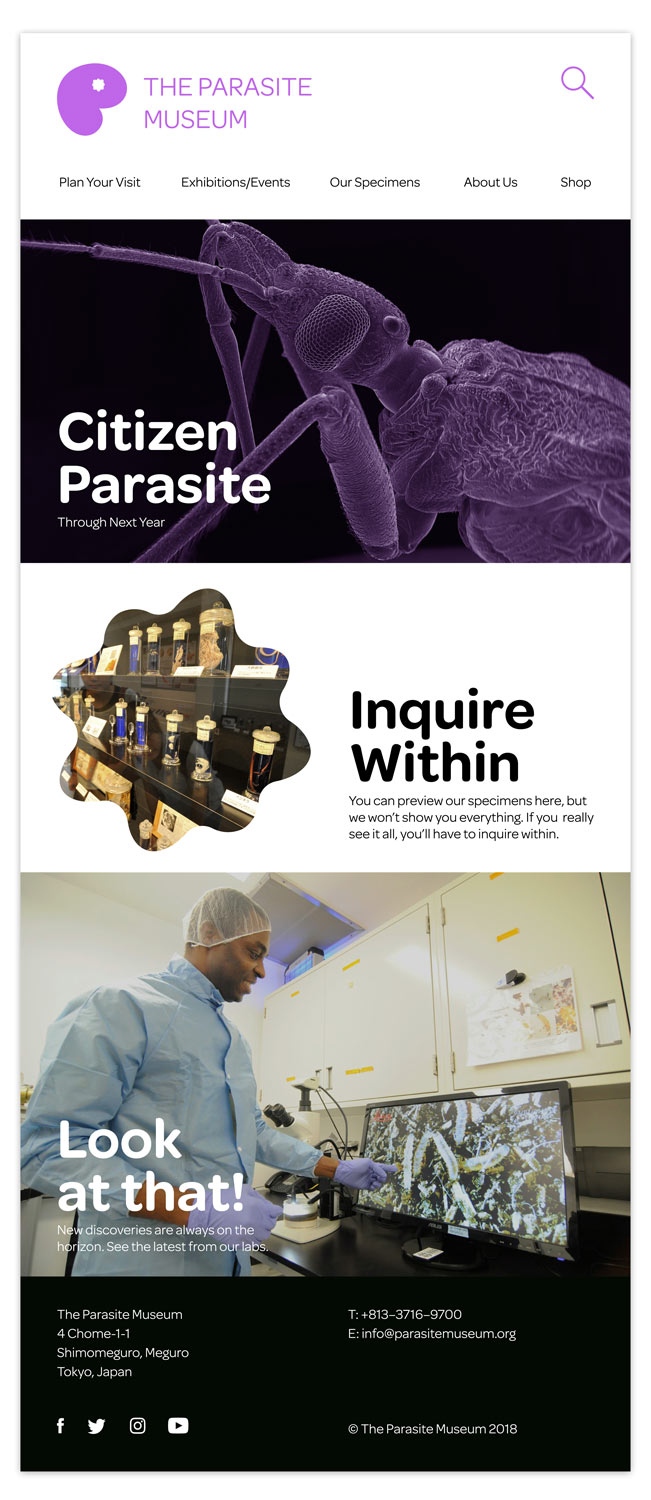 THE PARASITE
MUSEUM
Plan Your Visit Exhibitions/Events Our Specimens About Us Shop
Citizen
Parasite
Through Next Year
Inquire
Within
You can preview our specimens here, but
we won’t show you everything. If you really
see it all, you’ll have to inquire within.
Look
at that!
New discoveries are always on the
horizon. See the latest from our labs.
The Parasite Museum
4 Chome-1-1
Shimomeguro, Meguro
Tokyo, Japan
T: +813–3716–9700
E: info@parasitemuseum.org
© The Parasite Museum 2018